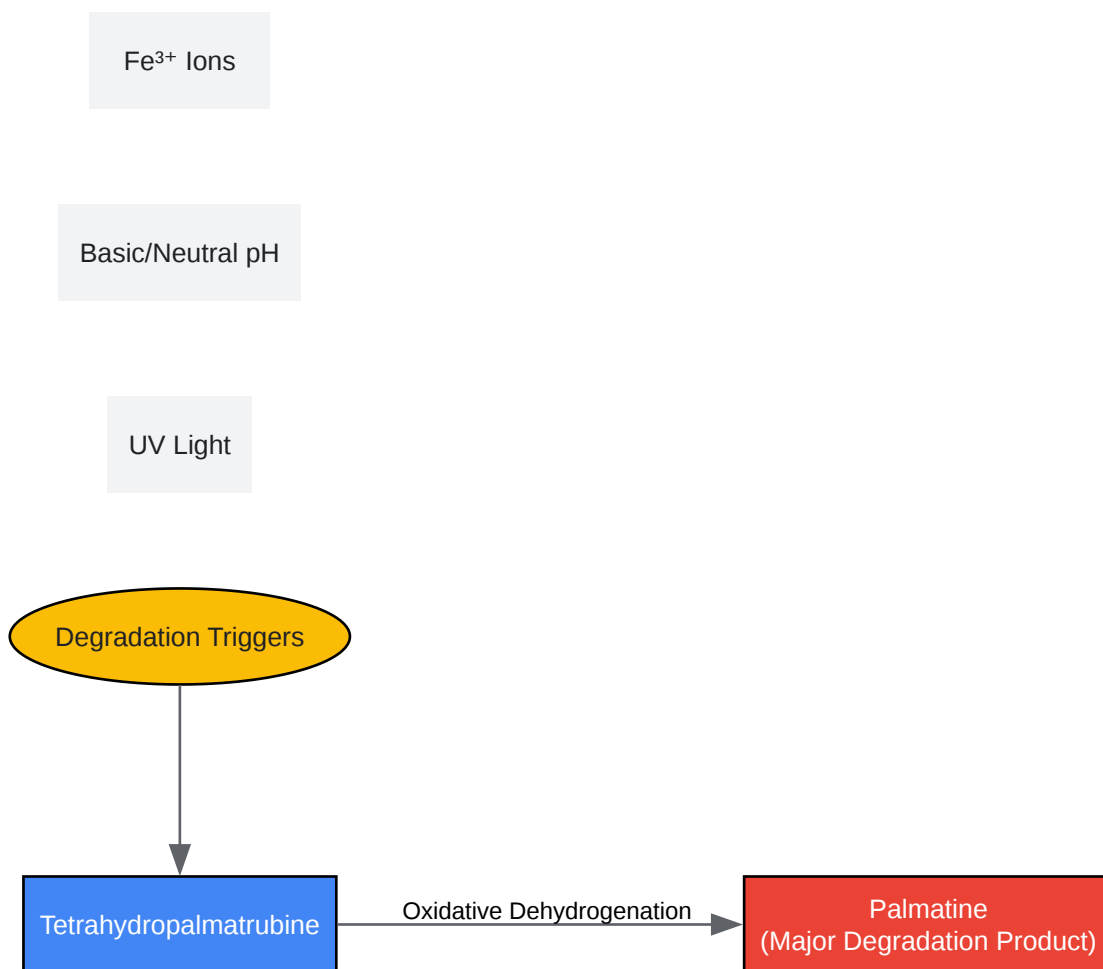 Fe³⁺ Ions
Basic/Neutral pH
UV Light
Degradation Triggers
Tetrahydropalmatrubine
Oxidative Dehydrogenation
Palmatine
(Major Degradation Product)